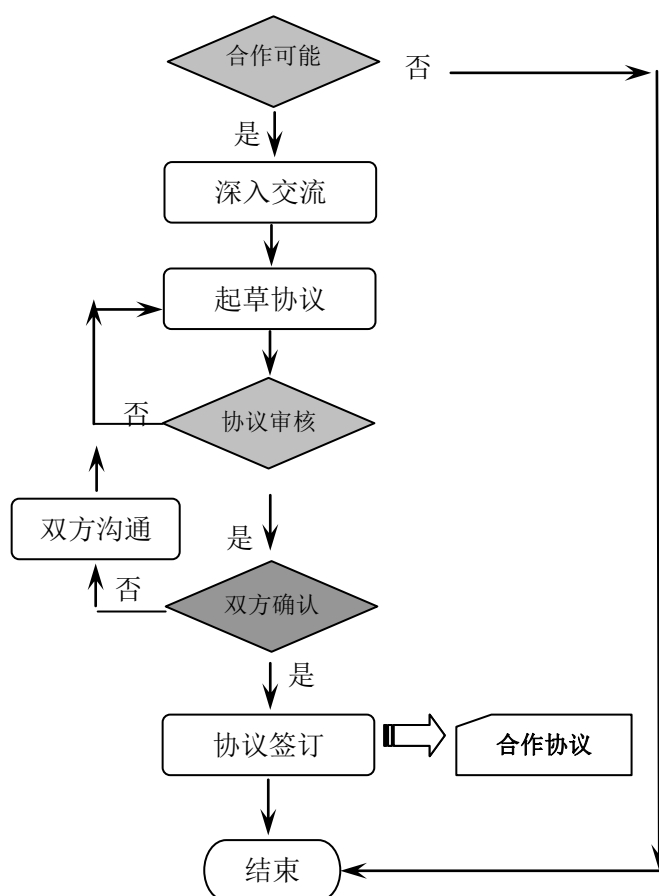 合作可能
否
是
深入交流
起草协议
否
协议审核
双方沟通
是
否
双方确认
是
协议签订
合作协议
结束